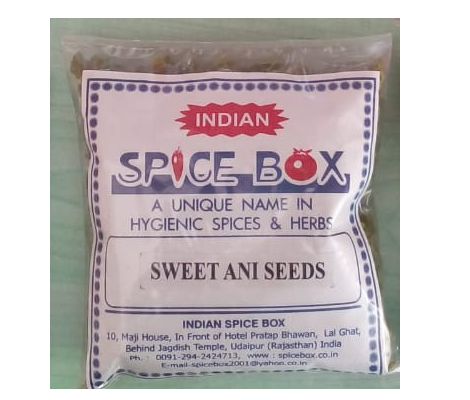 INDIAN
SPICE BOX
A UNIQUE NAME IN
HYGIENIC SPICES & HERBS
SWEET ANI SEEDS
INDIAN SPICE BOX
10, Maji House, In Front of Hotel Pratap Bhawan, Lal Ghat,
Behind Jagdish Temple, Udaipur (Rajasthan) India
Ph. : 0091-294-2424713, www : spicebox.co.in
E-mail-spicebox2001@yahoo.co.in